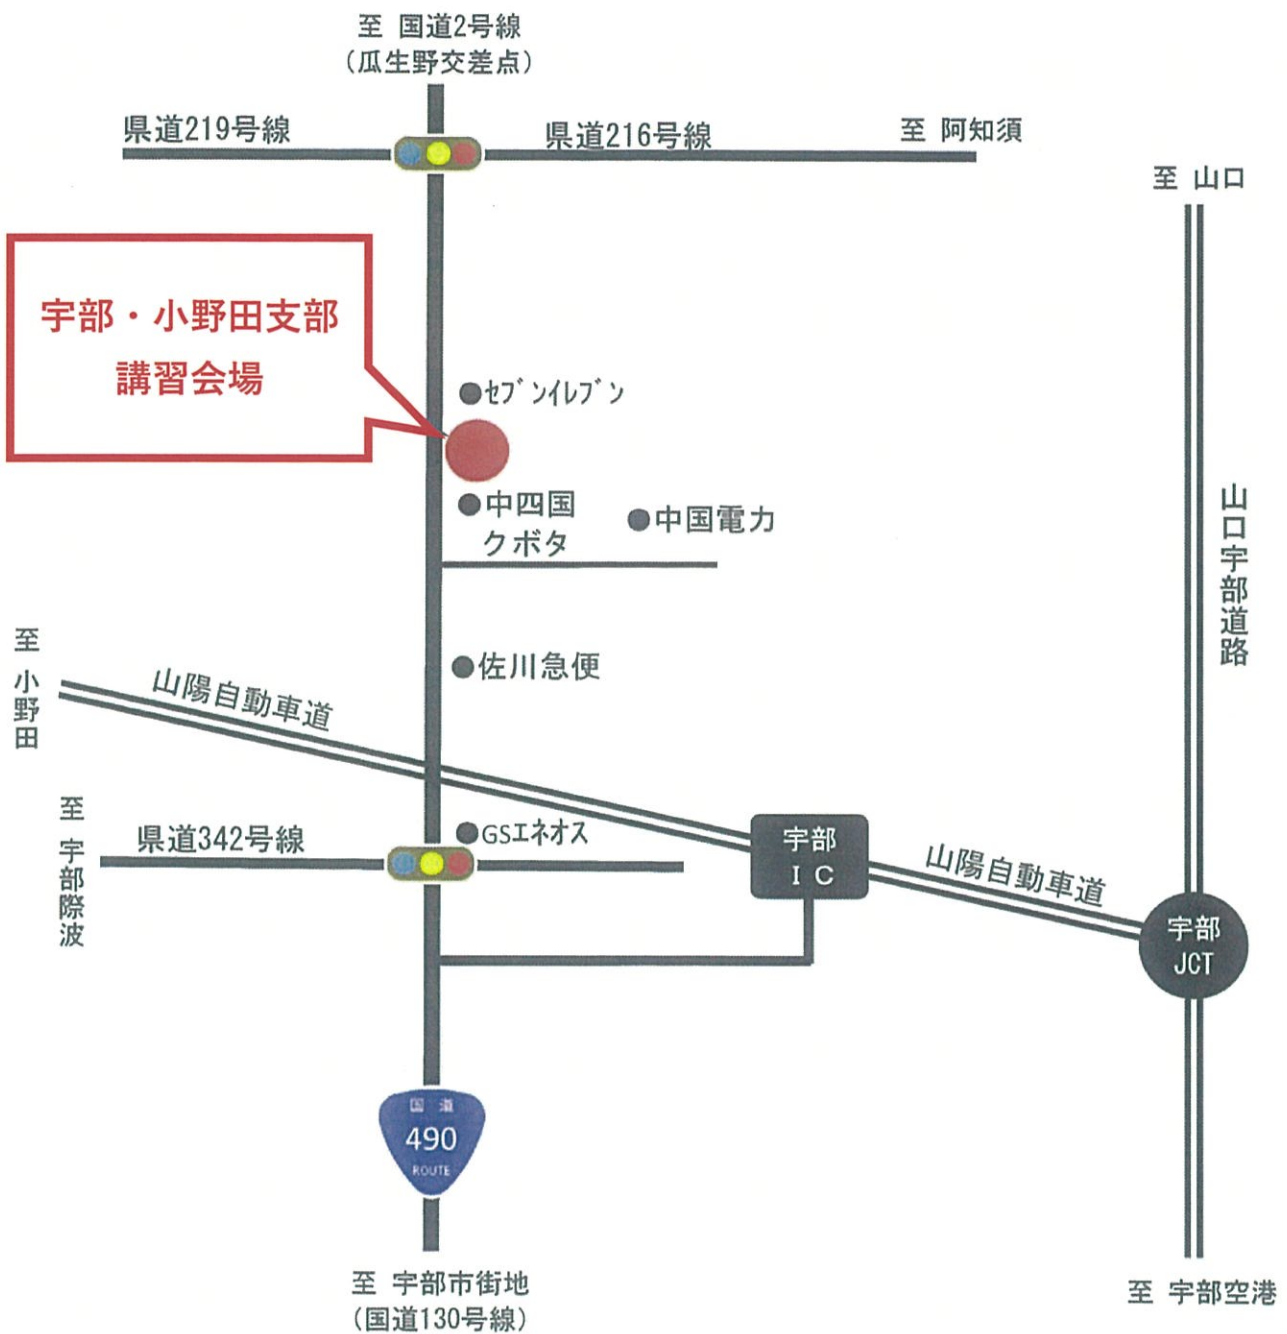 至 国道2号線
(瓜生野交差点)
県道219号線
県道216号線
至 阿知須
至 山口
宇部・小野田支部
講習会場
●セブンイレブン
●中四国
クボタ
●中国電力
山口宇部道路
至 小野田
●佐川急便
山陽自動車道
至 宇部際波
県道342号線
●GSエネオス
宇部
IC
山陽自動車道
宇部
JCT
国道
490
ROUTE
至 宇部市街地
(国道130号線)
至 宇部空港